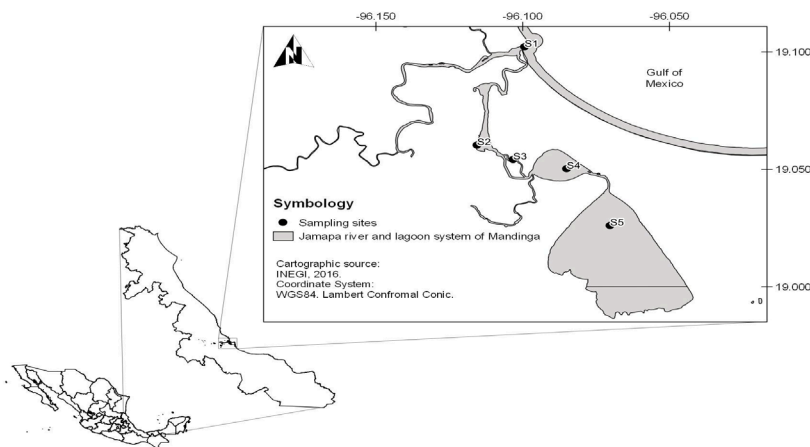 -96.150 -96.100 -96.050
19.100
19.050
19.000
N
S1
Gulf of
Mexico
S2
S3
S4
S5
Symbology
Sampling sites
Jamapa river and lagoon system of Mandinga
Cartographic source:
INEGI, 2016.
Coordinate System:
WGS84. Lambert Confromal Conic.